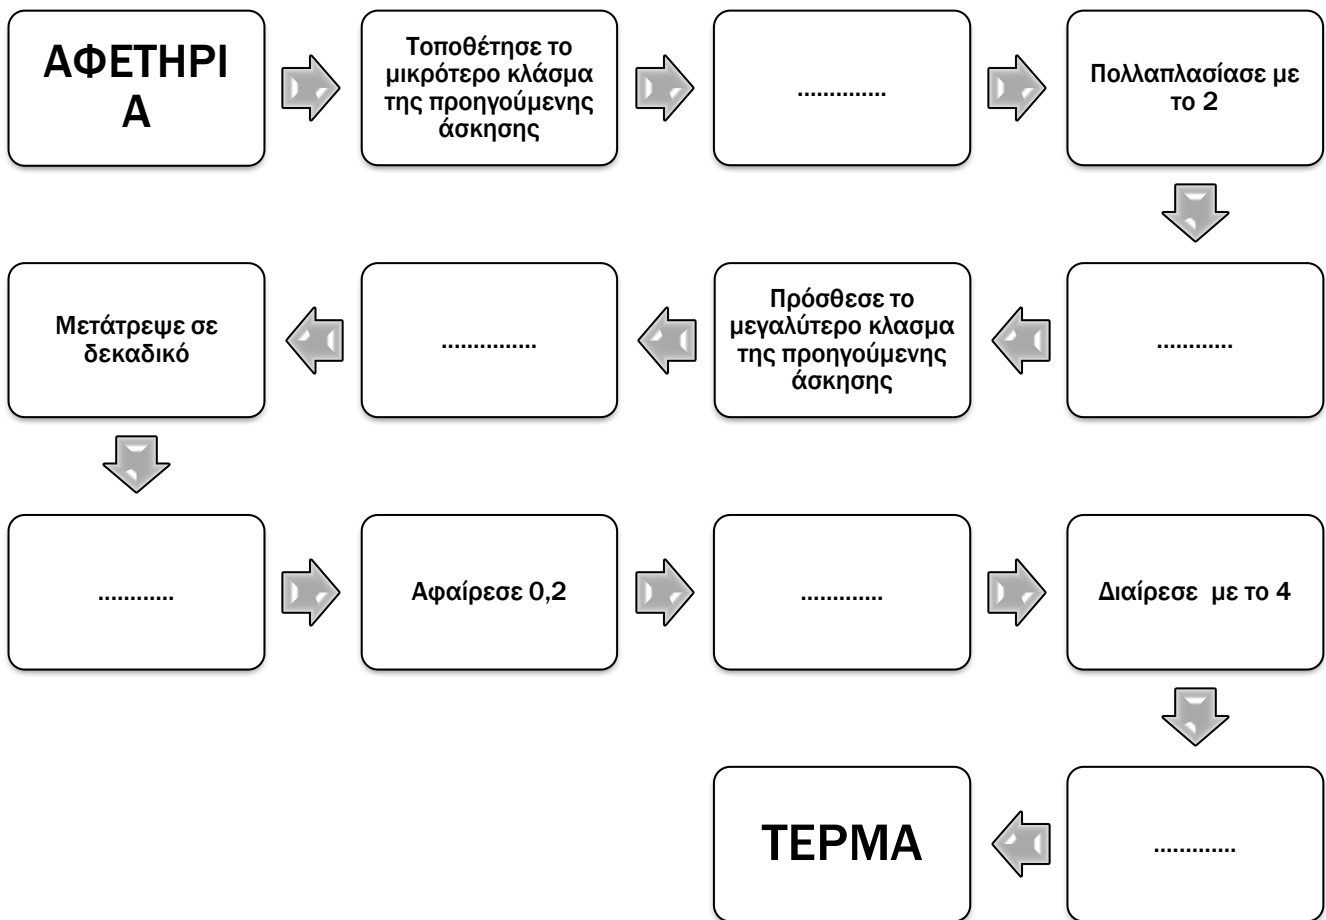 ΑΦΕΤΗΡΙ
Α
Τοποθέτησε το
μικρότερο κλάσμα
της προηγούμενης
άσκησης
..............
Πολλαπλασίασε με
το 2
............
Πρόσθεσε το
μεγαλύτερο κλασμα
της προηγούμενης
άσκησης
...............
Μετάτρεψε σε
δεκαδικό
............
Αφαίρεσε 0,2
.............
Διαίρεσε  με το 4
.............
ΤΕΡΜΑ